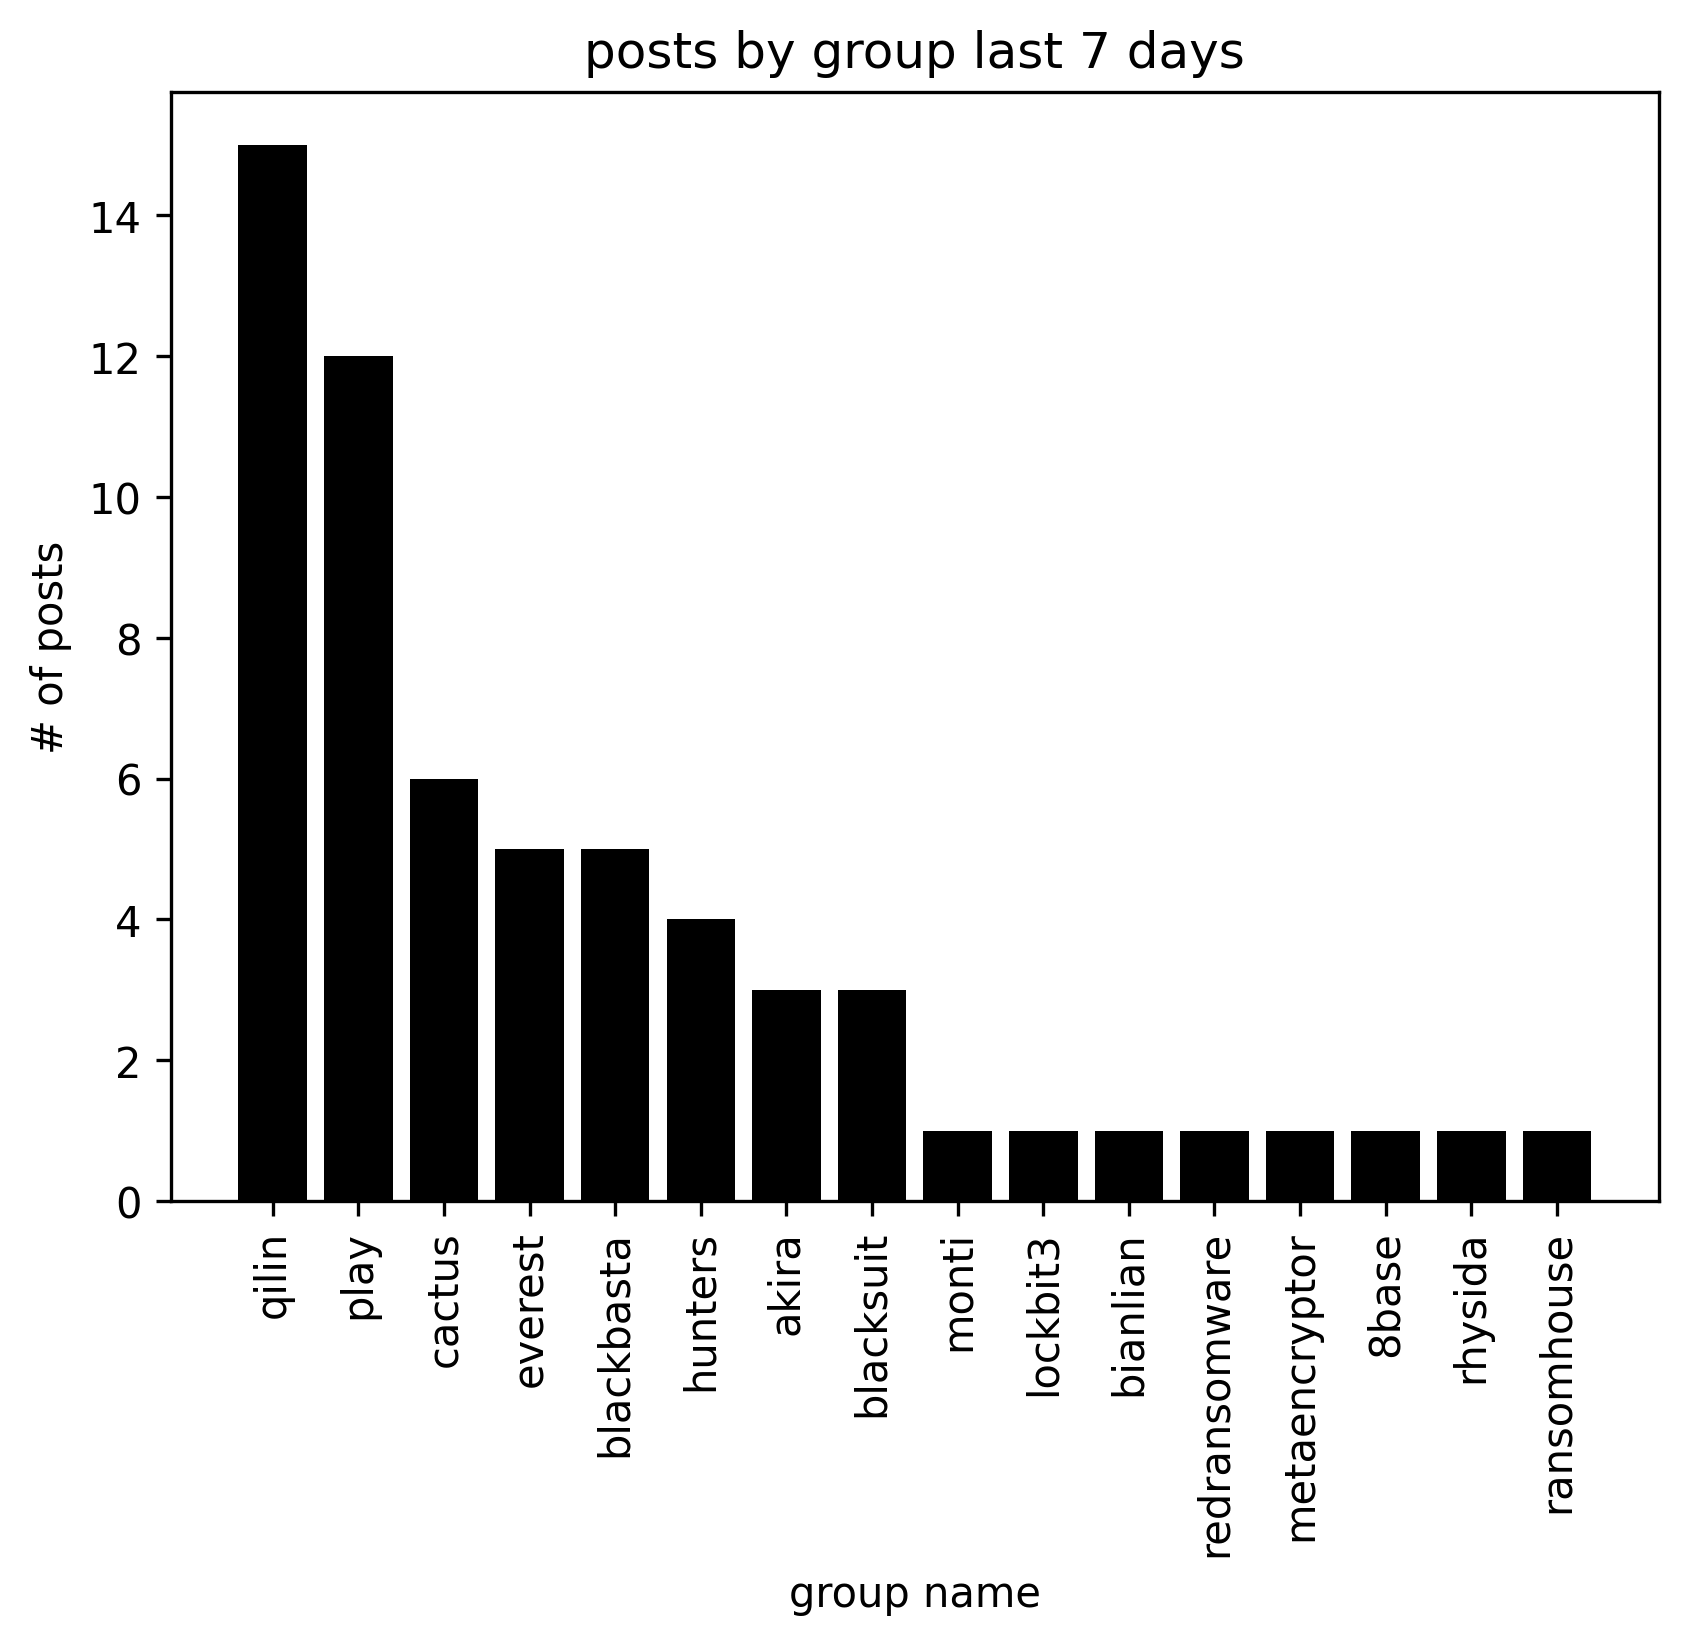 posts by group last 7 days
# of posts
14
12
10
8
6
4
2
0
qilin
play
cactus
everest
blackbasta
hunters
akira
blacksuit
monti
lockbit3
bianlian
redransomware
metaencryptor
8base
rhysida
ransomhouse
group name